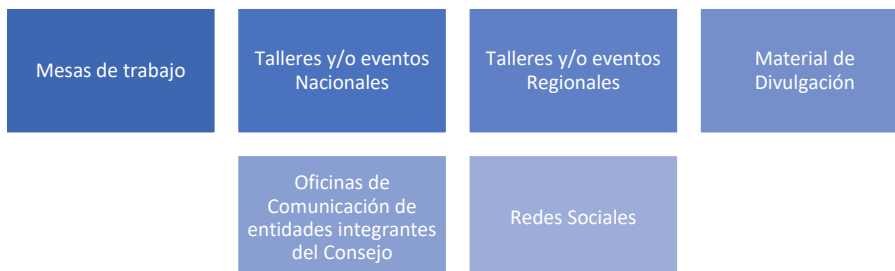 Mesas de trabajo
Talleres y/o eventos
Nacionales
Talleres y/o eventos
Regionales
Material de
Divulgación
Oficinas de
Comunicación de
entidades integrantes
del Consejo
Redes Sociales